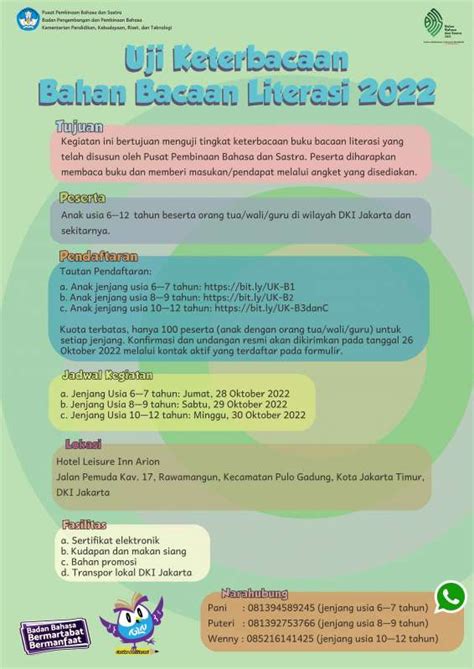 Pusat Pembinaan Bahasa dan Sastra
Badan Pengembangan dan Pembinaan Bahasa
Kementerian Pendidikan, Kebudayaan, Riset, dan Teknologi
Uji Keterbacaan
Bahan Bacaan Literasi 2022
Tujuan
Kegiatan ini bertujuan menguji tingkat keterbacaan buku bacaan literasi yang
telah disusun oleh Pusat Pembinaan Bahasa dan Sastra. Peserta diharapkan
membaca buku dan memberi masukan/pendapat melalui angket yang disediakan.
Peserta
Anak usia 6—12 tahun beserta orang tua/wali/guru di wilayah DKI Jakarta dan
sekitarnya.
Pendaftaran
Tautan Pendaftaran:
a. Anak jenjang usia 6—7 tahun: https://bit.ly/UK-B1
b. Anak jenjang usia 8—9 tahun: https://bit.ly/UK-B2
c. Anak jenjang usia 10—12 tahun: https://bit.ly/UK-B3danC
Kuota terbatas, hanya 100 peserta (anak dengan orang tua/wali/guru) untuk
setiap jenjang. Konfirmasi dan undangan resmi akan dikirimkan pada tanggal 26
Oktober 2022 melalui kontak aktif yang terdaftar pada formulir.
Jadwal Kegiatan
a. Jenjang Usia 6—7 tahun: Jumat, 28 Oktober 2022
b. Jenjang Usia 8—9 tahun: Sabtu, 29 Oktober 2022
c. Jenjang Usia 10—12 tahun: Minggu, 30 Oktober 2022
Lokasi
Hotel Leisure Inn Arion
Jalan Pemuda Kav. 17, Rawamangun, Kecamatan Pulo Gadung, Kota Jakarta Timur,
DKI Jakarta
Fasilitas
a. Sertifikat elektronik
b. Kudapan dan makan siang
c. Bahan promosi
d. Transpor lokal DKI Jakarta
Narahubung
Pani : 081394589245 (jenjang usia 6—7 tahun)
Puteri : 081392753766 (jenjang usia 8—9 tahun)
Wenny : 085216141425 (jenjang usia 10—12 tahun)
Badan Bahasa
Bermartabat
Bermanfaat